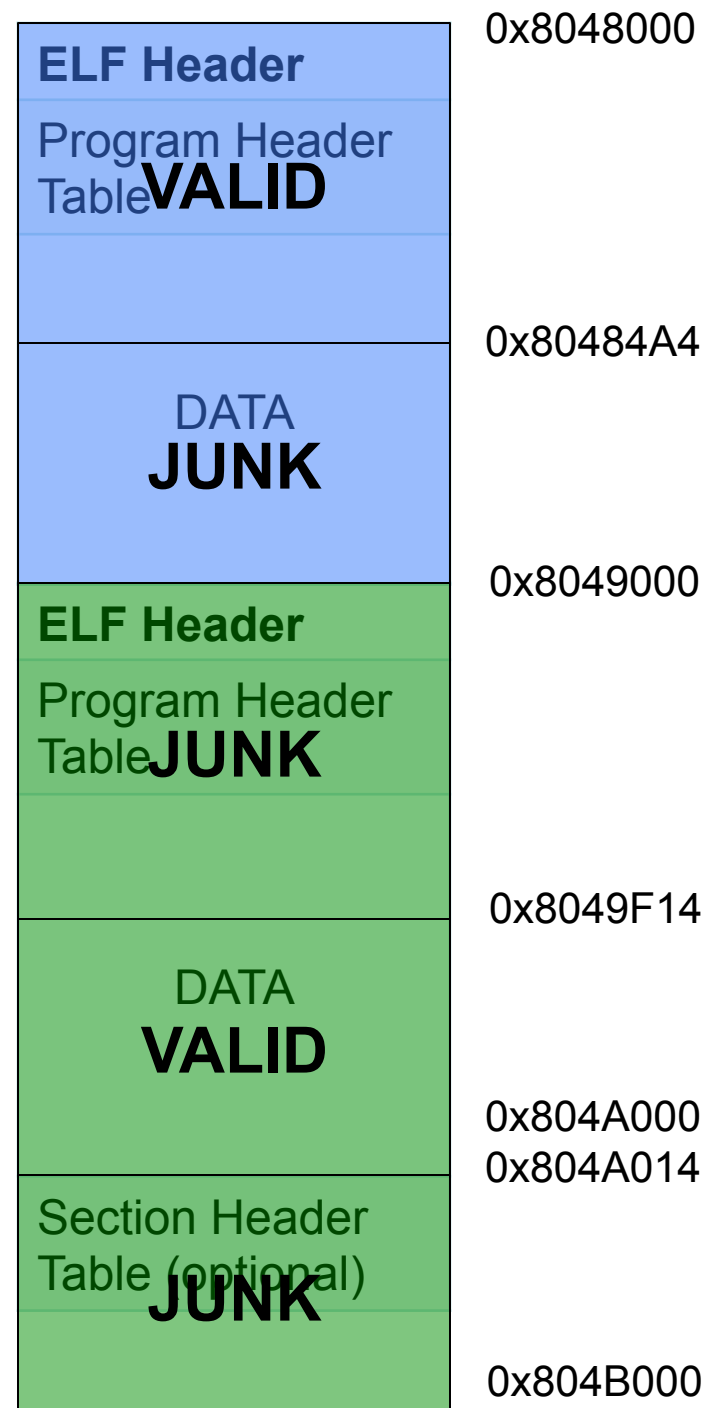 0x8048000
ELF Header
Program Header
Table
VALID
0x80484A4
DATA
JUNK
0x8049000
ELF Header
Program Header
Table
JUNK
0x8049F14
DATA
VALID
0x804A000
0x804A014
Section Header
Table (optional)
JUNK
0x804B000